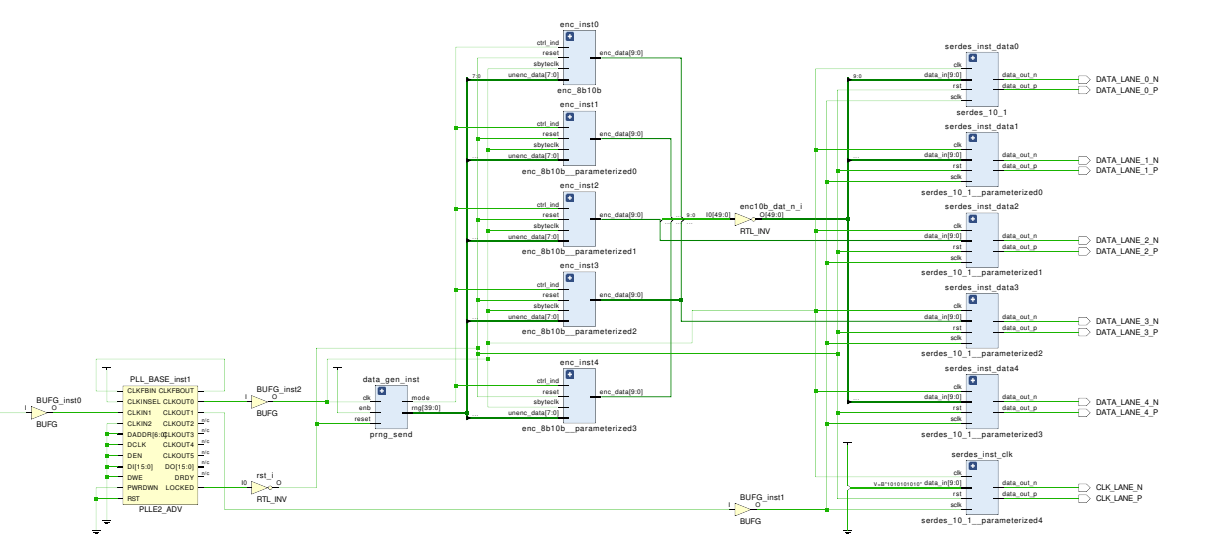 enc_inst0
ctrl_ind
reset
sbyteclk
unenc_data[7:0]
enc_data[9:0]
7:0
enc_8b10b
enc_inst1
ctrl_ind
reset
sbyteclk
unenc_data[7:0]
enc_data[9:0]
enc_8b10b__parameterized0
enc_inst2
ctrl_ind
reset
sbyteclk
unenc_data[7:0]
enc_data[9:0]
enc_8b10b__parameterized1
enc_inst3
ctrl_ind
reset
sbyteclk
unenc_data[7:0]
enc_data[9:0]
enc_8b10b__parameterized2
enc_inst4
ctrl_ind
reset
sbyteclk
unenc_data[7:0]
enc_data[9:0]
enc_8b10b__parameterized3
enc10b_dat_n_i
9:0
I0[49:0]
O[49:0]
RTL_INV
serdes_inst_data0
clk
9:0
data_in[9:0]
rst
sclk
data_out_n
data_out_p
serdes_10_1
DATA_LANE_0_N
DATA_LANE_0_P
serdes_inst_data1
clk
data_in[9:0]
rst
sclk
data_out_n
data_out_p
serdes_10_1__parameterized0
DATA_LANE_1_N
DATA_LANE_1_P
serdes_inst_data2
clk
data_in[9:0]
rst
sclk
data_out_n
data_out_p
serdes_10_1__parameterized1
DATA_LANE_2_N
DATA_LANE_2_P
serdes_inst_data3
clk
data_in[9:0]
rst
sclk
data_out_n
data_out_p
serdes_10_1__parameterized2
DATA_LANE_3_N
DATA_LANE_3_P
serdes_inst_data4
clk
data_in[9:0]
rst
sclk
data_out_n
data_out_p
serdes_10_1__parameterized3
DATA_LANE_4_N
DATA_LANE_4_P
serdes_inst_clk
clk
V=B"1010101010"
data_in[9:0]
rst
sclk
data_out_n
data_out_p
serdes_10_1__parameterized4
CLK_LANE_N
CLK_LANE_P
BUFG_inst0
I
O
BUFG
PLL_BASE_inst1
CLKFBIN CLKFBOUT
CLKINSEL CLKOUT0
CLKIN1 CLKOUT1
CLKIN2 CLKOUT2 n/c
DADDR[6:0] CLKOUT3 n/c
DCLK CLKOUT4 n/c
DEN CLKOUT5 n/c
DI[15:0] DO[15:0] n/c
DWE DRDY n/c
PWRDWN LOCKED
RST
PLLE2_ADV
BUFG_inst2
I
O
BUFG
rst_i
I0
O
RTL_INV
data_gen_inst
clk
enb
reset
mode
rng[39:0]
prng_send
BUFG_inst1
I
O
BUFG